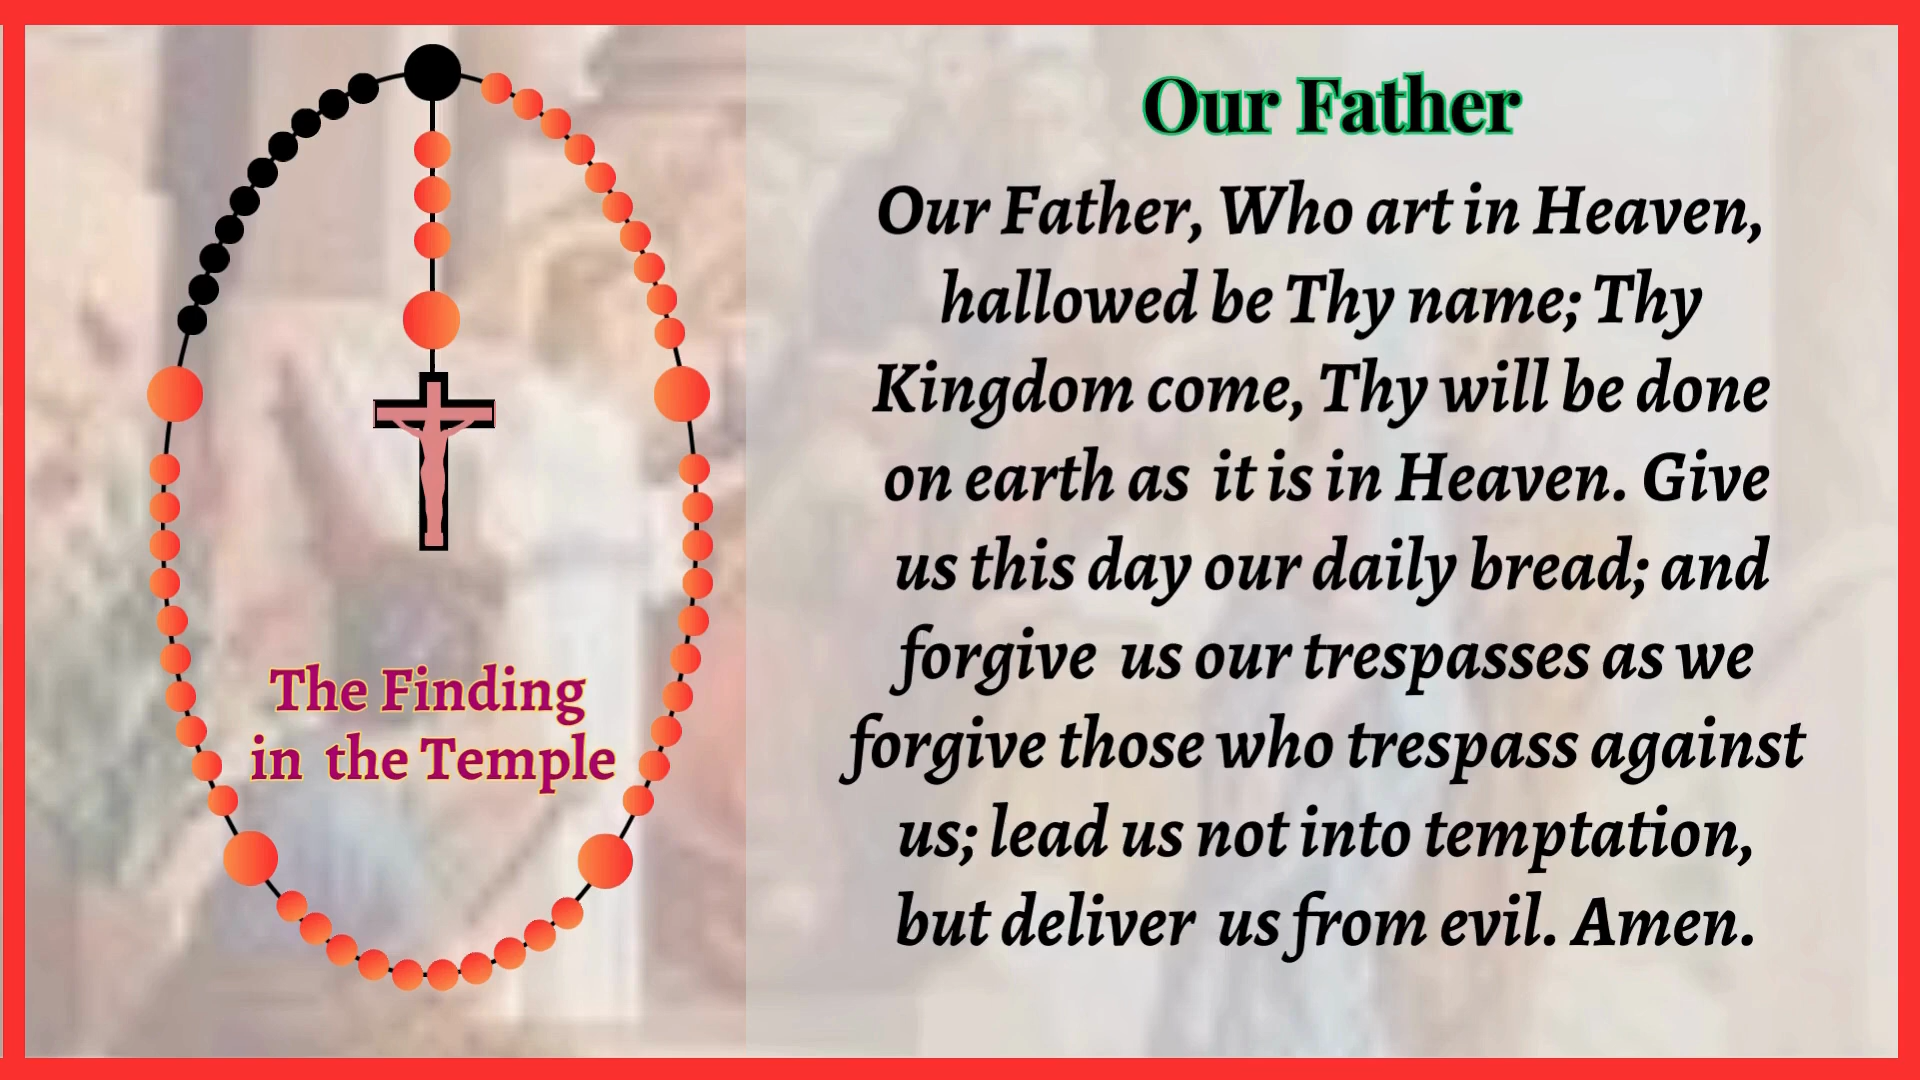 The Finding
in the Temple
Our Father
Our Father, Who art in Heaven,
hallowed be Thy name; Thy
Kingdom come, Thy will be done
on earth as it is in Heaven. Give
us this day our daily bread; and
forgive us our trespasses as we
forgive those who trespass against
us; lead us not into temptation,
but deliver us from evil. Amen.